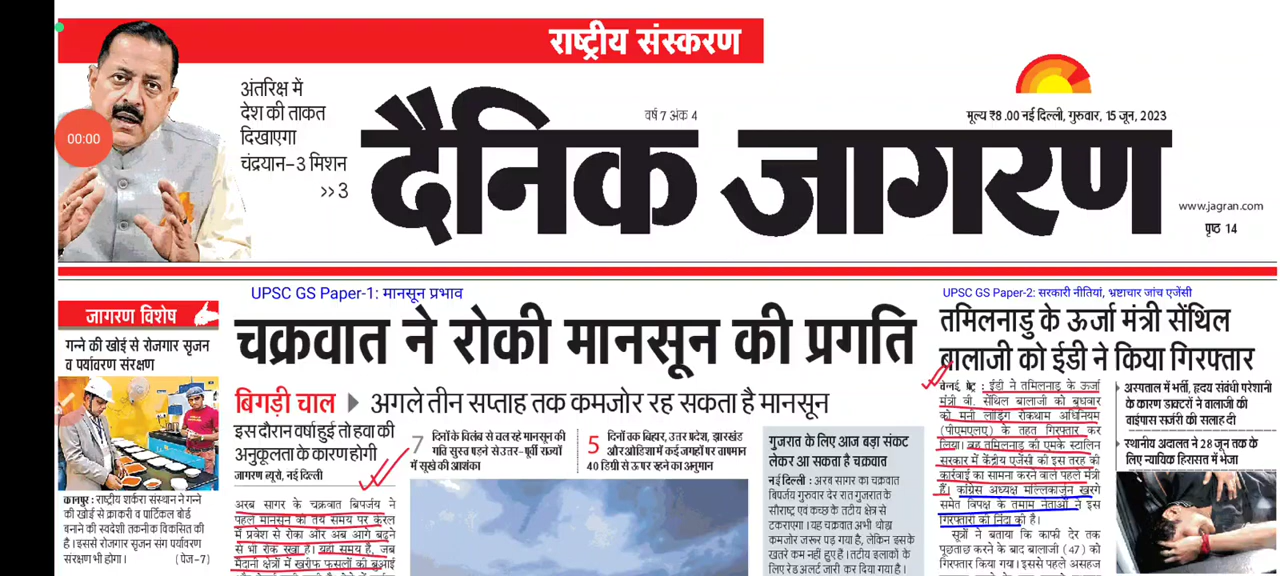 राष्ट्रीय संस्करण
अंतरिक्ष में
देश की ताकत
दिखाएगा
चंद्रयान-3 मिशन
>> 3
00:00
वर्ष 7 अंक 4
मूल्य ₹8.00 नई दिल्ली, गुरुवार, 15 जून, 2023
दैनिक जागरण
www.jagran.com
पृष्ठ 14
जागरण विशेष
गन्ने की खोई से रोजगार सृजन
व पर्यावरण संरक्षण
कानपुर : राष्ट्रीय शर्करा संस्थान ने गन्ने
की खोई से क्राकरी व पार्टिकल बोर्ड
बनाने की स्वदेशी तकनीक विकसित की
है। इससे रोजगार सृजन संग पर्यावरण
संरक्षण भी होगा। (पेज-7)
UPSC GS Paper-1: मानसून प्रभाव
चक्रवात ने रोकी मानसून की प्रगति
बिगड़ी चाल ▶ अगले तीन सप्ताह तक कमजोर रह सकता है मानसून
इस दौरान वर्षा हुई तो हवा की
अनुकूलता के कारण होगी
जागरण ब्यूरो, नई दिल्ली
अरब सागर के चक्रवात बिपर्जय ने
पहले मानसून को तय समय पर केरल
में प्रवेश से रोका और अब आगे बढ़ने
से भी रोक रखा है। यही समय है, जब
मैदानी क्षेत्रों में खरीफ फसलों की बुआई
7 दिनों के विलंब से चल रहे मानसून की
गति सुस्त पड़ने से उत्तर-पूर्वी राज्यों
में सूखे की आशंका
5 दिनों तक बिहार, उत्तर प्रदेश, झारखंड
और ओडिशा में कई जगहों पर तापमान
40 डिग्री से ऊपर रहने का अनुमान
गुजरात के लिए आज बड़ा संकट
लेकर आ सकता है चक्रवात
नई दिल्ली : अरब सागर का चक्रवात
बिपर्जय गुरुवार देर रात गुजरात के
सौराष्ट्र एवं कच्छ के तटीय क्षेत्र से
टकराएगा। यह चक्रवात अभी थोड़ा
कमजोर जरूर पड़ गया है, लेकिन इसके
खतरे कम नहीं हुए हैं। तटीय इलाकों के
लिए रेड अलर्ट जारी कर दिया गया है।
UPSC GS Paper-2: सरकारी नीतियां, भ्रष्टाचार जांच एजेंसी
तमिलनाडु के ऊर्जा मंत्री सेंथिल
बालाजी को ईडी ने किया गिरफ्तार
चेन्नई, प्रेट्र : ईडी ने तमिलनाडु के ऊर्जा
मंत्री वी. सेंथिल बालाजी को बुधवार
को मनी लांड्रिंग रोकथाम अधिनियम
(पीएमएलए) के तहत गिरफ्तार कर
लिया। वह तमिलनाडु की एमके स्टालिन
सरकार में केंद्रीय एजेंसी की इस तरह की
कार्रवाई का सामना करने वाले पहले मंत्री
हैं। कांग्रेस अध्यक्ष मल्लिकार्जुन खरगे
समेत विपक्ष के तमाम नेताओं ने इस
गिरफ्तारी की निंदा की है।
सूत्रों ने बताया कि काफी देर तक
पूछताछ करने के बाद बालाजी (47) को
गिरफ्तार किया गया। इससे पहले असहज
अस्पताल में भर्ती, हृदय संबंधी परेशानी
के कारण डाक्टरों ने बालाजी की
बाईपास सर्जरी की सलाह दी
स्थानीय अदालत ने 28 जून तक के
लिए न्यायिक हिरासत में भेजा